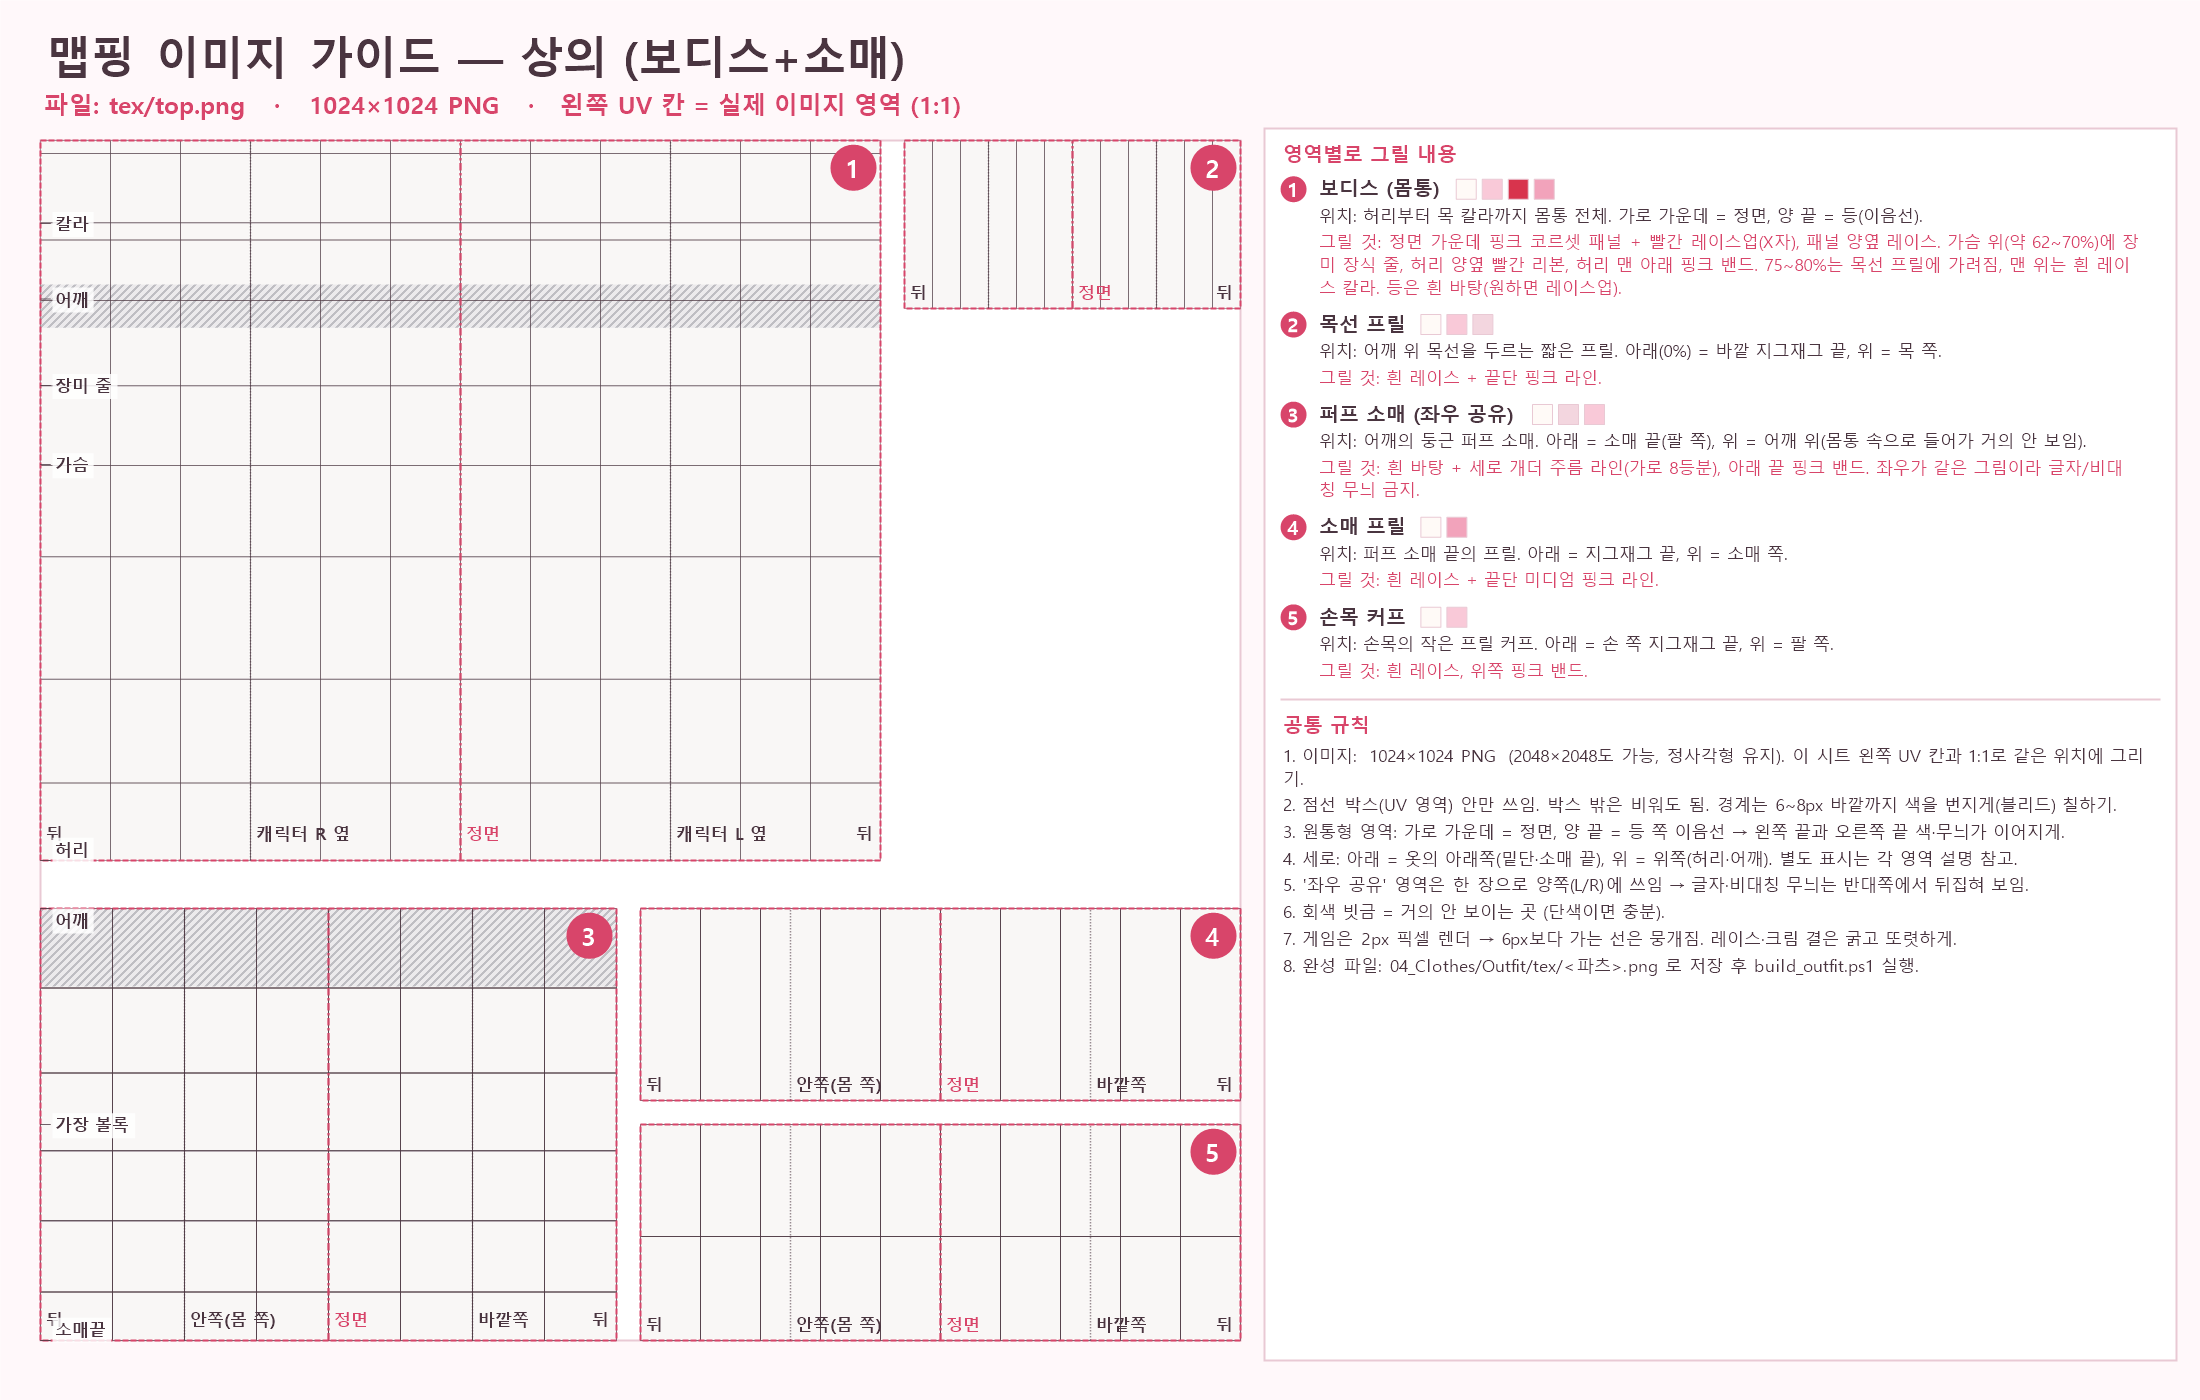 맵핑 이미지 가이드 — 상의 (보디스+소매)
파일: tex/top.png · 1024×1024 PNG · 왼쪽 UV 칸 = 실제 이미지 영역 (1:1)
1
칼라
어깨
장미 줄
가슴
뒤
캐릭터 R 옆
정면
캐릭터 L 옆
뒤
허리
2
뒤
정면
뒤
3
어깨
가장 볼록
뒤
안쪽(몸 쪽)
정면
바깥쪽
뒤
소매끝
4
뒤
안쪽(몸 쪽)
정면
바깥쪽
뒤
5
뒤
안쪽(몸 쪽)
정면
바깥쪽
뒤
영역별로 그릴 내용
1 보디스 (몸통)
위치: 허리부터 목 칼라까지 몸통 전체. 가로 가운데 = 정면, 양 끝 = 등(이음선).
그릴 것: 정면 가운데 핑크 코르셋 패널 + 빨간 레이스업(X자), 패널 양옆 레이스. 가슴 위(약 62~70%)에 장
미 장식 줄, 허리 양옆 빨간 리본, 허리 맨 아래 핑크 밴드. 75~80%는 목선 프릴에 가려짐, 맨 위는 흰 레이
스 칼라. 등은 흰 바탕(원하면 레이스업).
2 목선 프릴
위치: 어깨 위 목선을 두르는 짧은 프릴. 아래(0%) = 바깥 지그재그 끝, 위 = 목 쪽.
그릴 것: 흰 레이스 + 끝단 핑크 라인.
3 퍼프 소매 (좌우 공유)
위치: 어깨의 둥근 퍼프 소매. 아래 = 소매 끝(팔 쪽), 위 = 어깨 위(몸통 속으로 들어가 거의 안 보임).
그릴 것: 흰 바탕 + 세로 개더 주름 라인(가로 8등분), 아래 끝 핑크 밴드. 좌우가 같은 그림이라 글자/비대
칭 무늬 금지.
4 소매 프릴
위치: 퍼프 소매 끝의 프릴. 아래 = 지그재그 끝, 위 = 소매 쪽.
그릴 것: 흰 레이스 + 끝단 미디엄 핑크 라인.
5 손목 커프
위치: 손목의 작은 프릴 커프. 아래 = 손 쪽 지그재그 끝, 위 = 팔 쪽.
그릴 것: 흰 레이스, 위쪽 핑크 밴드.
공통 규칙
1. 이미지: 1024×1024 PNG (2048×2048도 가능, 정사각형 유지). 이 시트 왼쪽 UV 칸과 1:1로 같은 위치에 그리
기.
2. 점선 박스(UV 영역) 안만 쓰임. 박스 밖은 비워도 됨. 경계는 6~8px 바깥까지 색을 번지게(블리드) 칠하기.
3. 원통형 영역: 가로 가운데 = 정면, 양 끝 = 등 쪽 이음선 → 왼쪽 끝과 오른쪽 끝 색·무늬가 이어지게.
4. 세로: 아래 = 옷의 아래쪽(밑단·소매 끝), 위 = 위쪽(허리·어깨). 별도 표시는 각 영역 설명 참고.
5. '좌우 공유' 영역은 한 장으로 양쪽(L/R)에 쓰임 → 글자·비대칭 무늬는 반대쪽에서 뒤집혀 보임.
6. 회색 빗금 = 거의 안 보이는 곳 (단색이면 충분).
7. 게임은 2px 픽셀 렌더 → 6px보다 가는 선은 뭉개짐. 레이스·크림 결은 굵고 또렷하게.
8. 완성 파일: 04_Clothes/Outfit/tex/<파츠>.png 로 저장 후 build_outfit.ps1 실행.